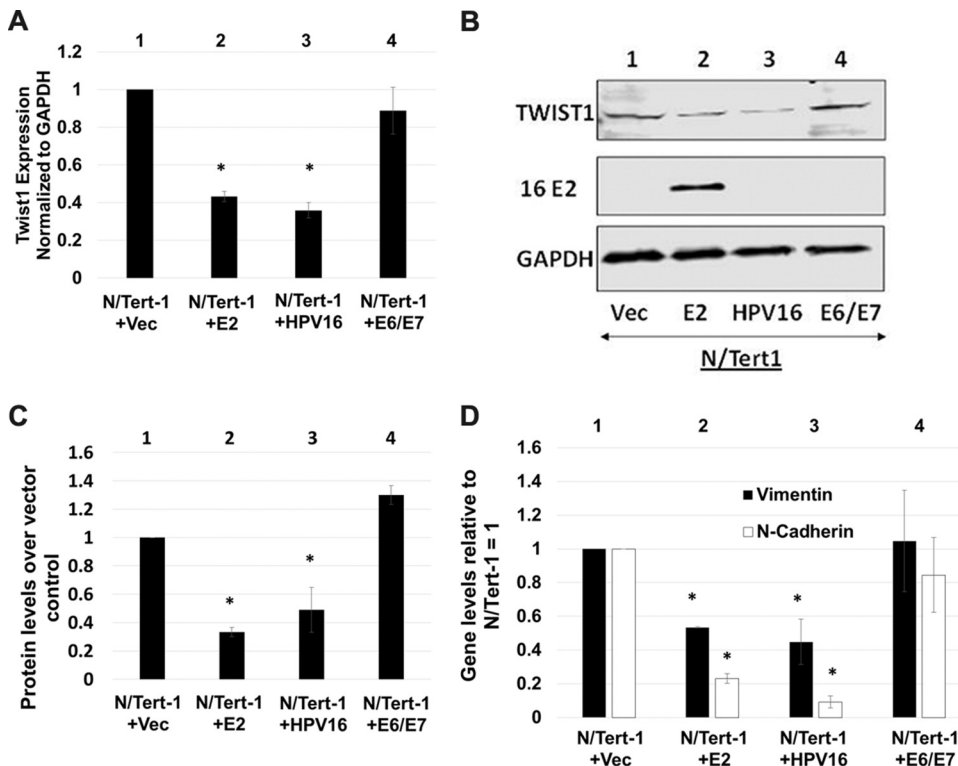 A
Twist1 Expression
Normalized to GAPDH
1.2
1
0.8
0.6
0.4
0.2
0
1 2 3 4
* *
N/Tert-1 N/Tert-1 N/Tert-1 N/Tert-1
+Vec +E2 +HPV16 +E6/E7
B
1 2 3 4
TWIST1
16 E2
GAPDH
Vec E2 HPV16 E6/E7
N/Tert1
C
Protein levels over vector
control
1.6
1.4
1.2
1
0.8
0.6
0.4
0.2
0
1 2 3 4
* *
N/Tert-1 N/Tert-1 N/Tert-1 N/Tert-1
+Vec +E2 +HPV16 +E6/E7
D
Gene levels relative to
N/Tert-1 = 1
1.6
1.4
1.2
1
0.8
0.6
0.4
0.2
0
1 2 3 4
Vimentin
N-Cadherin
* *
* *
N/Tert-1 N/Tert-1 N/Tert-1 N/Tert-1
+Vec +E2 +HPV16 +E6/E7